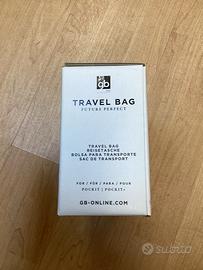 gb
TRAVEL BAG
FUTURE PERFECT
TRAVEL BAG
REISETASCHE
BOLSA PARA TRANSPORTE
SAC DE TRANSPORT
FOR / FÜR / PARA / POUR
POCKIT | POCKIT+
GB-ONLINE.COM
subito